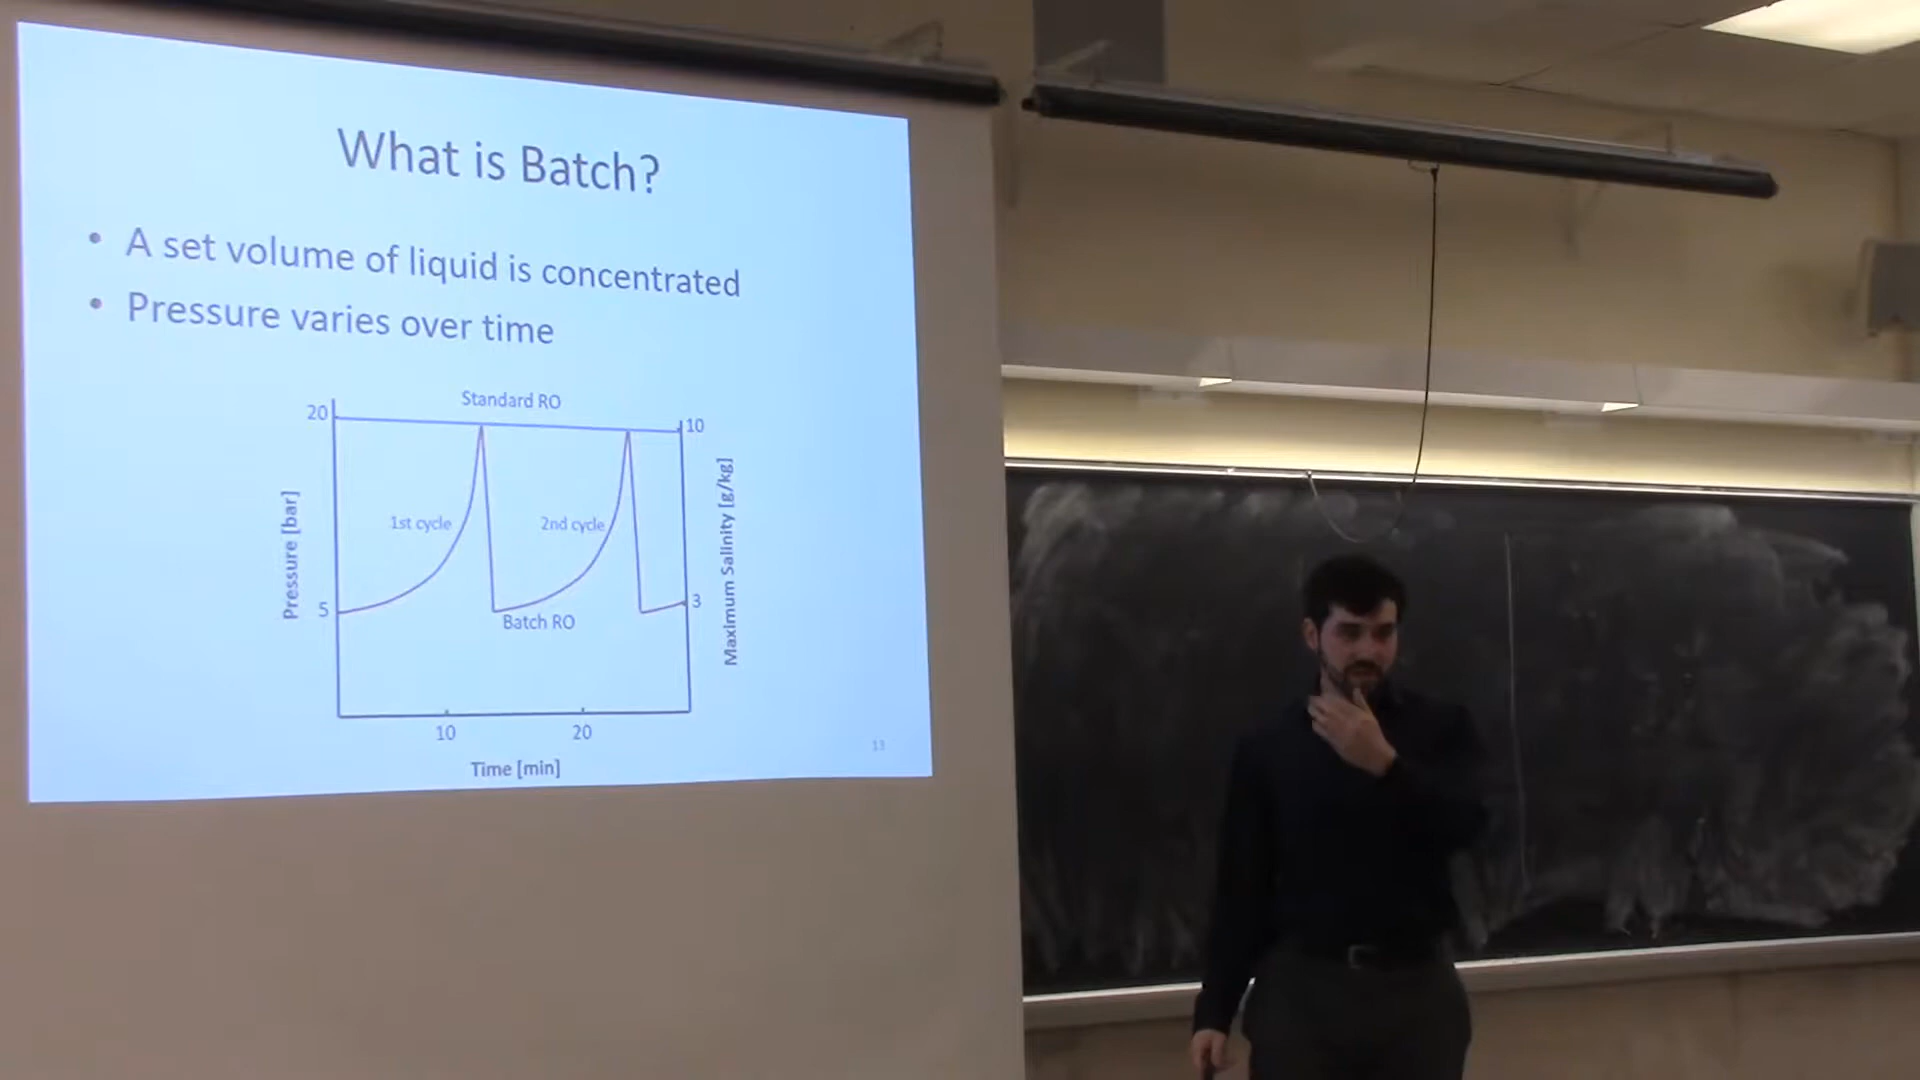 What is Batch?
• A set volume of liquid is concentrated
• Pressure varies over time
Standard RO
20
10
Pressure [bar]
1st cycle
2nd cycle
Maximum Salinity [g/kg]
5
3
Batch RO
10
20
Time [min]
13